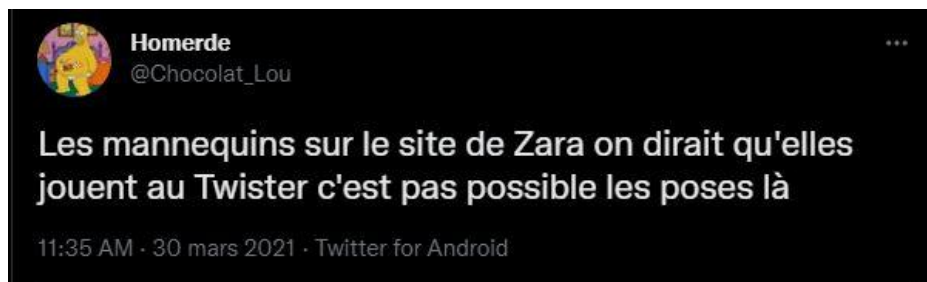 Homerde
@Chocolat_Lou
Les mannequins sur le site de Zara on dirait qu'elles
jouent au Twister c'est pas possible les poses là
11:35 AM · 30 mars 2021 · Twitter for Android